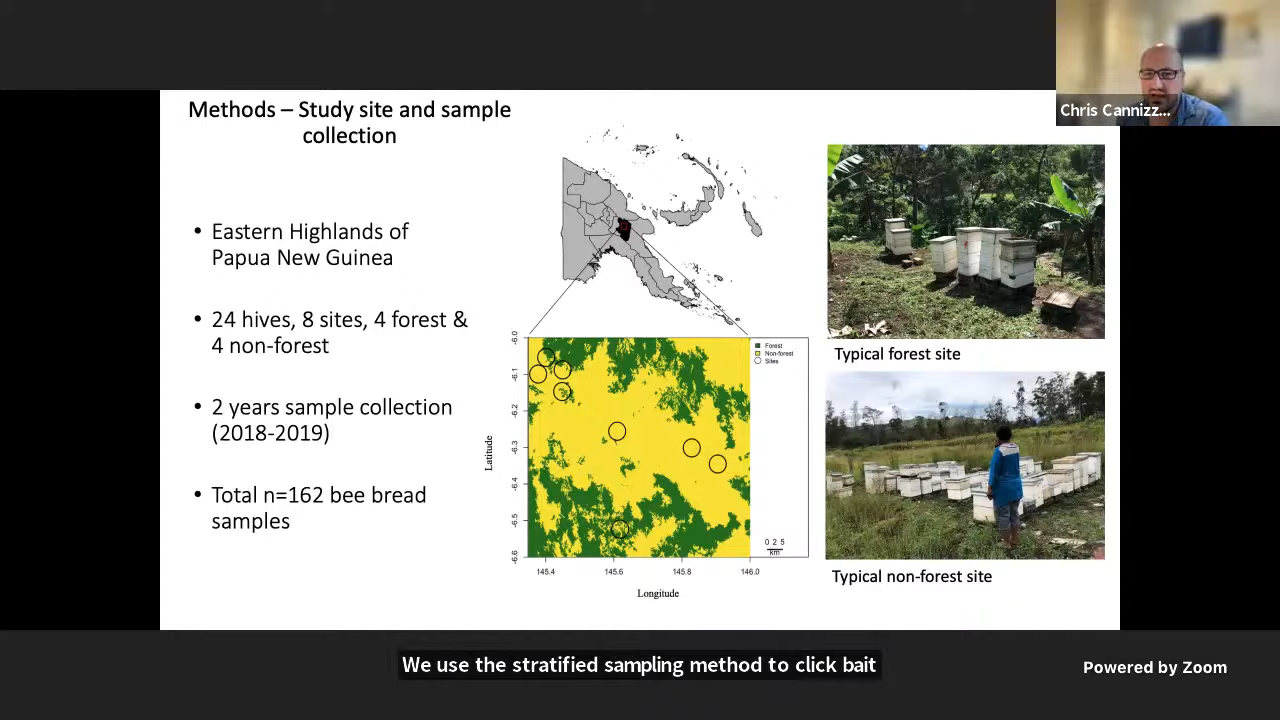 Chris Cannizz...
Methods – Study site and sample
collection
• Eastern Highlands of
Papua New Guinea
• 24 hives, 8 sites, 4 forest &
4 non-forest
• 2 years sample collection
(2018-2019)
• Total n=162 bee bread
samples
Forest
Non-forest
Sites
-6.0
-6.1
-6.2
-6.3
-6.4
-6.5
-6.6
Latitude
0 2 5
km
145.4
145.6
145.8
146.0
Longitude
Typical forest site
Typical non-forest site
We use the stratified sampling method to click bait
Powered by Zoom